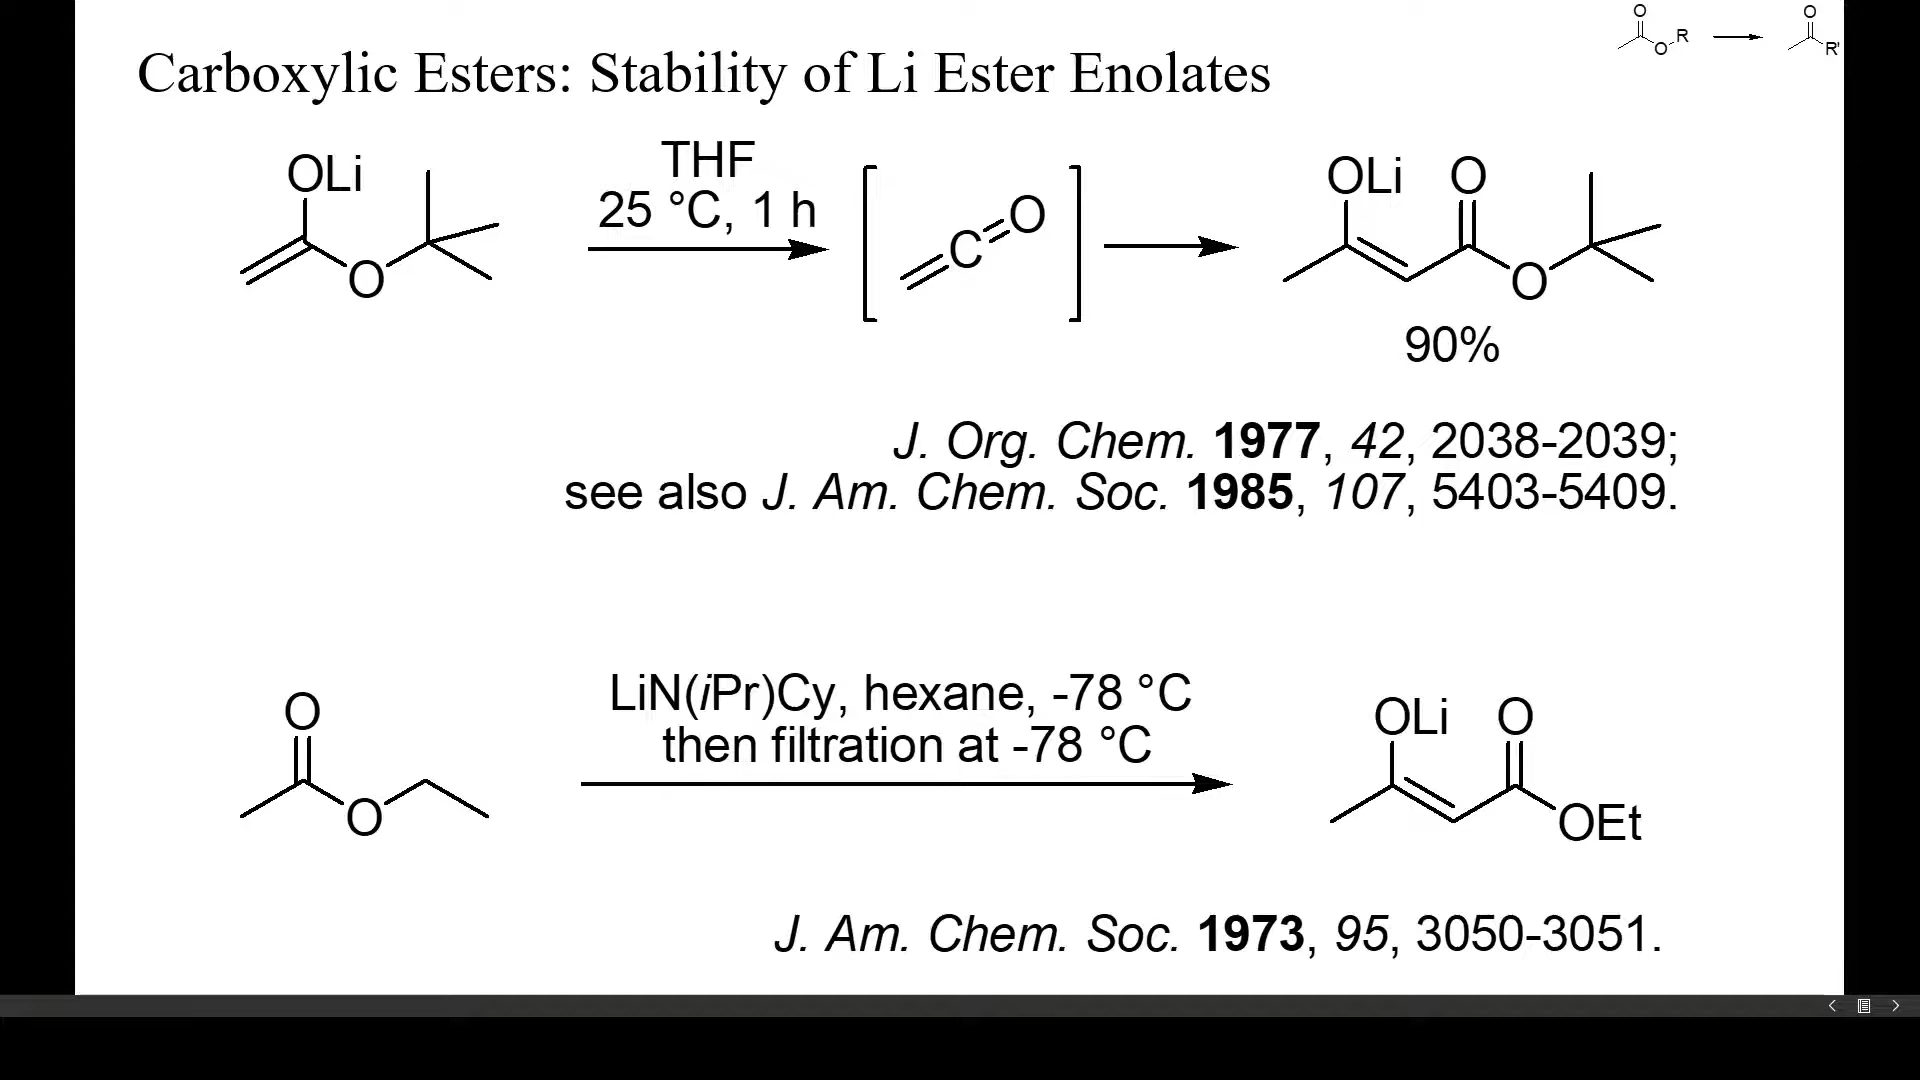 O
O
R
O
R'
Carboxylic Esters: Stability of Li Ester Enolates
OLi
O
THF
25 °C, 1 h
C
O
OLi
O
O
90%
J. Org. Chem. 1977, 42, 2038-2039;
see also J. Am. Chem. Soc. 1985, 107, 5403-5409.
O
O
LiN(iPr)Cy, hexane, -78 °C
then filtration at -78 °C
OLi
O
OEt
J. Am. Chem. Soc. 1973, 95, 3050-3051.